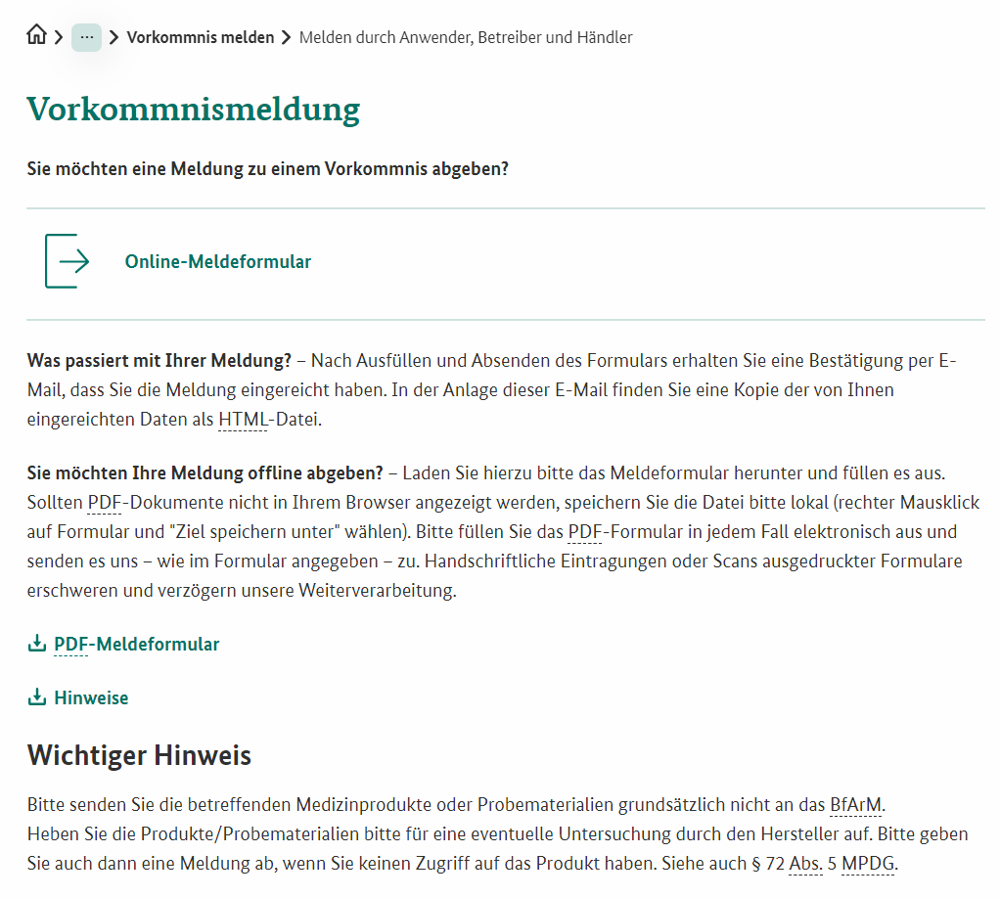 ··· Vorkommnis melden Melden durch Anwender, Betreiber und Händler
Vorkommnismeldung
Sie möchten eine Meldung zu einem Vorkommnis abgeben?
Online-Meldeformular
Was passiert mit Ihrer Meldung? – Nach Ausfüllen und Absenden des Formulars erhalten Sie eine Bestätigung per E-
Mail, dass Sie die Meldung eingereicht haben. In der Anlage dieser E-Mail finden Sie eine Kopie der von Ihnen
eingereichten Daten als HTML-Datei.
Sie möchten Ihre Meldung offline abgeben? – Laden Sie hierzu bitte das Meldeformular herunter und füllen es aus.
Sollten PDF-Dokumente nicht in Ihrem Browser angezeigt werden, speichern Sie die Datei bitte lokal (rechter Mausklick
auf Formular und "Ziel speichern unter" wählen). Bitte füllen Sie das PDF-Formular in jedem Fall elektronisch aus und
senden es uns – wie im Formular angegeben – zu. Handschriftliche Eintragungen oder Scans ausgedruckter Formulare
erschweren und verzögern unsere Weiterverarbeitung.
PDF-Meldeformular
Hinweise
Wichtiger Hinweis
Bitte senden Sie die betreffenden Medizinprodukte oder Probematerialien grundsätzlich nicht an das BfArM.
Heben Sie die Produkte/Probematerialien bitte für eine eventuelle Untersuchung durch den Hersteller auf. Bitte geben
Sie auch dann eine Meldung ab, wenn Sie keinen Zugriff auf das Produkt haben. Siehe auch § 72 Abs. 5 MPDG.